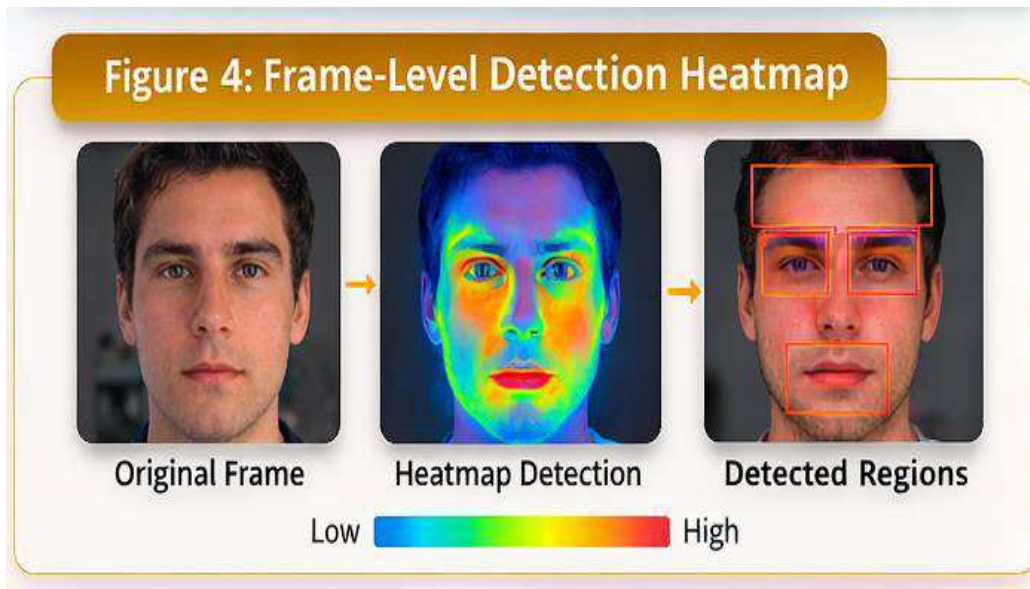 Figure 4: Frame-Level Detection Heatmap
Original Frame
Heatmap Detection
Detected Regions
Low
High